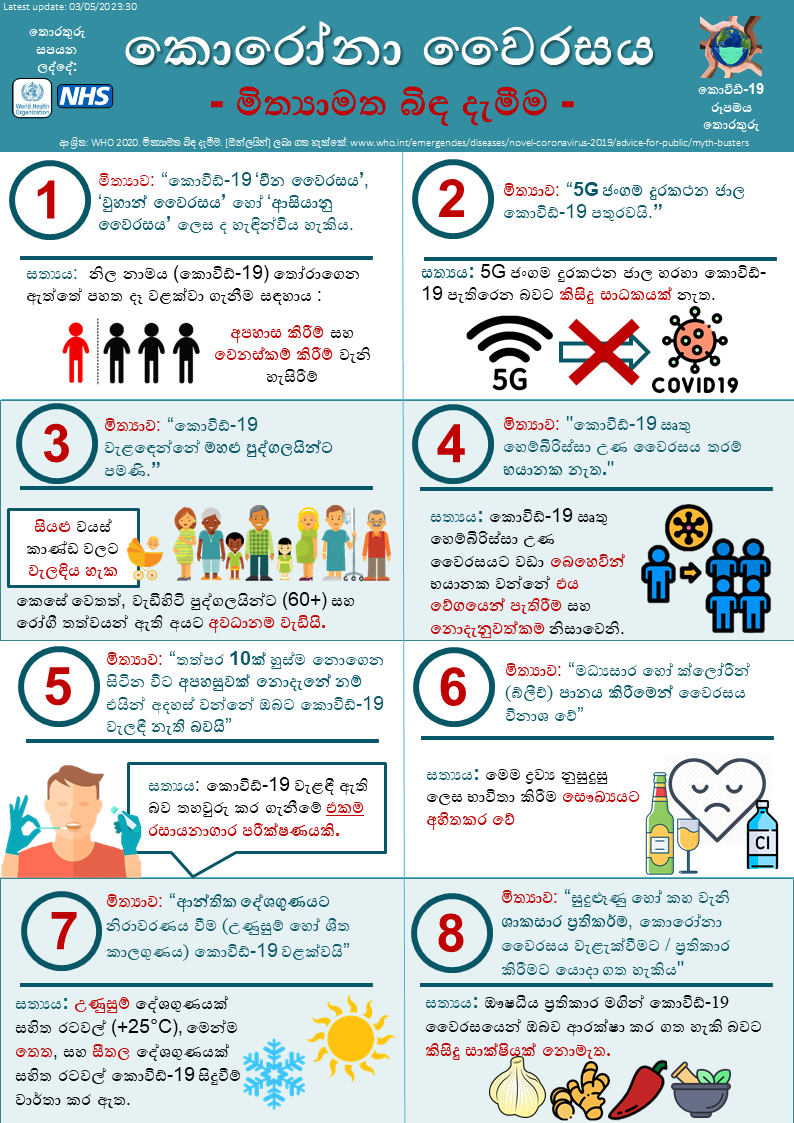 Latest update: 03/05/2023:30
තොරතුරු
සපයන
ලද්දේ:
World Health
Organization
NHS
කොරෝනා වෛරසය
- මිත්‍යාමත බිඳ දැමීම -
කොවිඩ්-19
රූපමය
තොරතුරු
ආශ්‍රිත: WHO 2020. මිත්‍යාමත බිඳ දැමීම. [ඔන්ලයින්] ලබා ගත හැක්කේ: www.who.int/emergencies/diseases/novel-coronavirus-2019/advice-for-public/myth-busters
1
මිත්‍යාව: “කොවිඩ්-19 ‘චීන වෛරසය’,
‘වුහාන් වෛරසය’ හෝ ‘ආසියානු
වෛරසය’ ලෙස ද හැඳින්විය හැකිය.
සත්‍යය: නිල නාමය (කොවිඩ්-19) තෝරාගෙන
ඇත්තේ පහත දෑ වළක්වා ගැනීම සඳහාය :
අපහාස කිරීම් සහ
වෙනස්කම් කිරීම් වැනි
හැසිරීම්
2
මිත්‍යාව: “5G ජංගම දුරකථන ජාල
කොවිඩ්-19 පතුරවයි.”
සත්‍යය: 5G ජංගම දුරකථන ජාල හරහා කොවිඩ්-
19 පැතිරෙන බවට කිසිදු සාධකයක් නැත.
5G
COVID19
3
මිත්‍යාව: “කොවිඩ්-19
වැළඳෙන්නේ මහළු පුද්ගලයින්ට
පමණි.”
සියළු වයස්
කාණ්ඩ වලට
වැලඳිය හැක
කෙසේ වෙතත්, වැඩිහිටි පුද්ගලයින්ට (60+) සහ
රෝගී තත්වයන් ඇති අයට අවධානම වැඩියි.
4
මිත්‍යාව: "කොවිඩ්-19 සෘතු
හෙම්බිරිස්සා උණ වෛරසය තරම්
භයානක නැත."
සත්‍යය: කොවිඩ්-19 සෘතු
හෙම්බිරිස්සා උණ
වෛරසයට වඩා බෙහෙවින්
භයානක වන්නේ එය
වේගයෙන් පැතිරීම සහ
නොදැනුවත්කම නිසාවෙනි.
5
මිත්‍යාව: “තත්පර 10ක් හුස්ම නොගෙන
සිටින විට අපහසුවක් නොදැනේ නම්
එයින් අදහස් වන්නේ ඔබට කොවිඩ්-19
වැලඳී නැති බවයි”
සත්‍යය: කොවිඩ්-19 වැළඳී ඇති
බව තහවුරු කර ගැනීමේ එකම
රසායනාගාර පරීක්ෂණයකි.
6
මිත්‍යාව: “මධ්‍යසාර හෝ ක්ලෝරීන්
(බ්ලීච්) පානය කිරීමෙන් වෛරසය
විනාශ වේ”
සත්‍යය: මෙම ද්‍රව්‍ය නුසුදුසු
ලෙස භාවිතා කිරීම සෞඛ්‍යයට
අහිතකර වේ
Cl
7
මිත්‍යාව: “ආන්තික දේශගුණයට
නිරාවරණය වීම (උණුසුම් හෝ ශීත
කාලගුණය) කොවිඩ්-19 වළක්වයි”
සත්‍යය: උණුසුම් දේශගුණයක්
සහිත රටවල් (+25°C), මෙන්ම
තෙත, සහ සීතල දේශගුණයක්
සහිත රටවල් කොවිඩ්-19 සිදුවීම්
වාර්තා කර ඇත.
8
මිත්‍යාව: “සුදුළූණු හෝ කහ වැනි
ශාකසාර ප්‍රතිකර්ම, කොරෝනා
වෛරසය වැළැක්වීමට / ප්‍රතිකාර
කිරීමට යොදා ගත හැකිය"
සත්‍යය: ඖෂධීය ප්‍රතිකාර මගින් කොවිඩ්-19
වෛරසයෙන් ඔබව ආරක්ෂා කර ගත හැකි බවට
කිසිදු සාක්ෂියක් නොමැත.